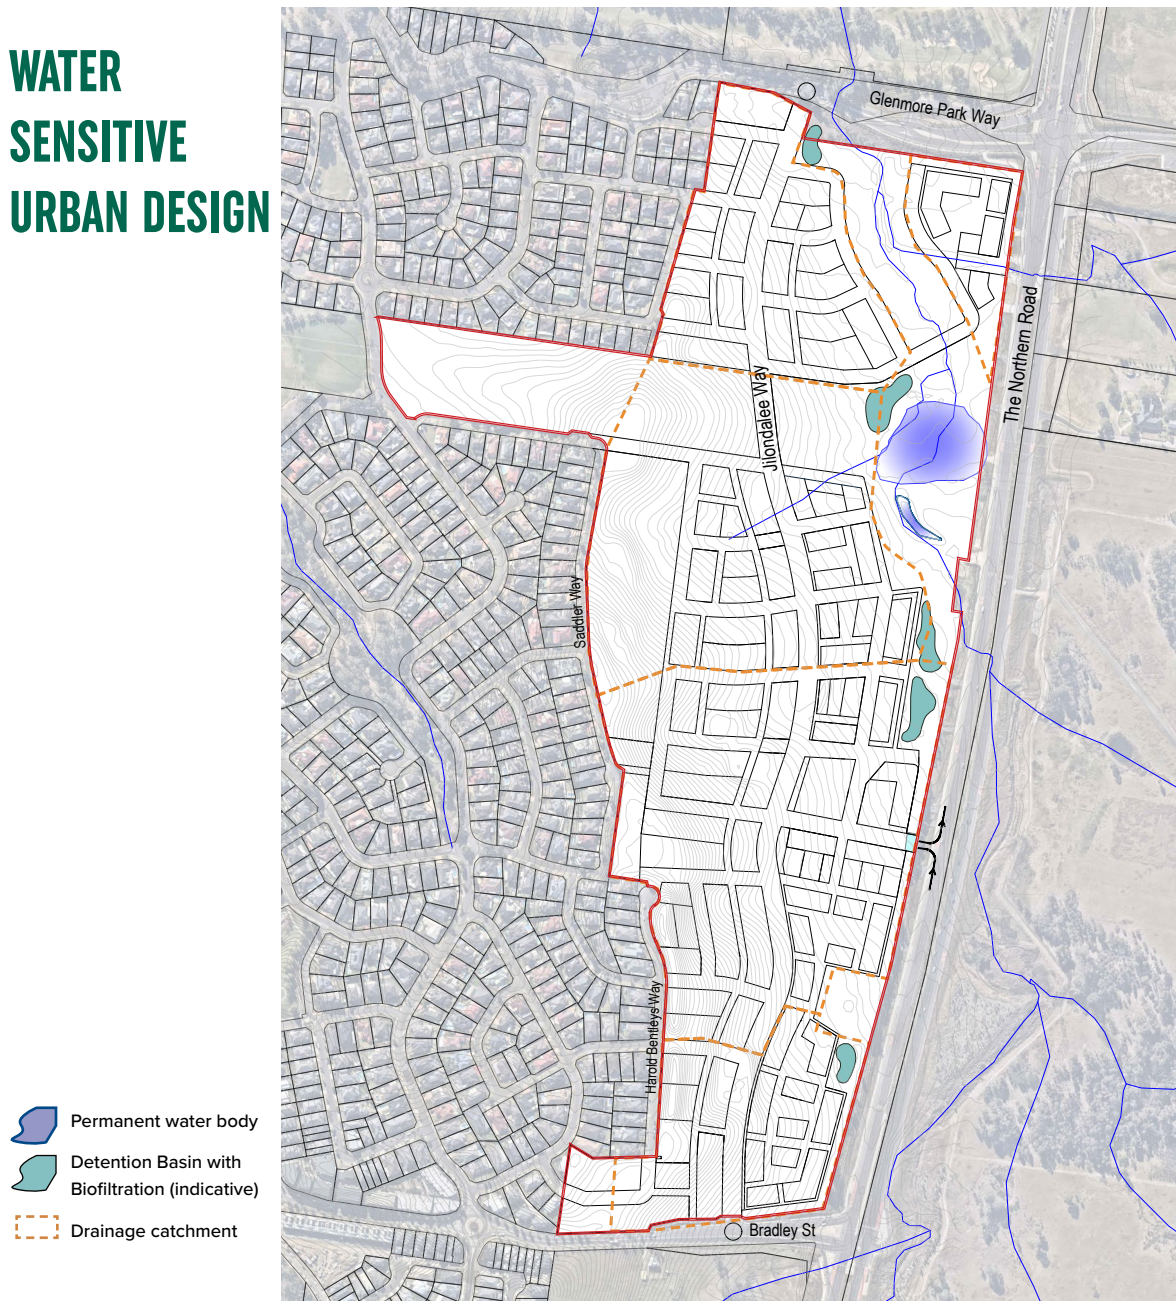 WATER
SENSITIVE
URBAN DESIGN
Glenmore Park Way
The Northern Road
Jilondalee Way
Saddler Way
Harold Bentleys Way
Bradley St
Permanent water body
Detention Basin with
Biofiltration (indicative)
Drainage catchment